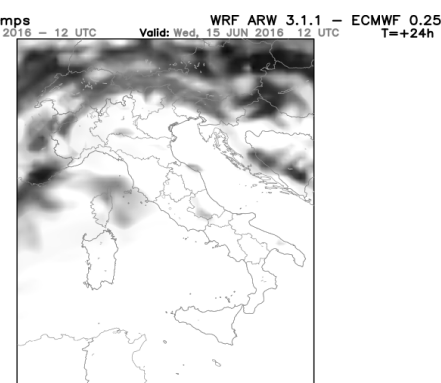 mps WRF ARW 3.1.1 – ECMWF 0.25
2016 – 12 UTC Valid: Wed, 15 JUN 2016 12 UTC T=+24h